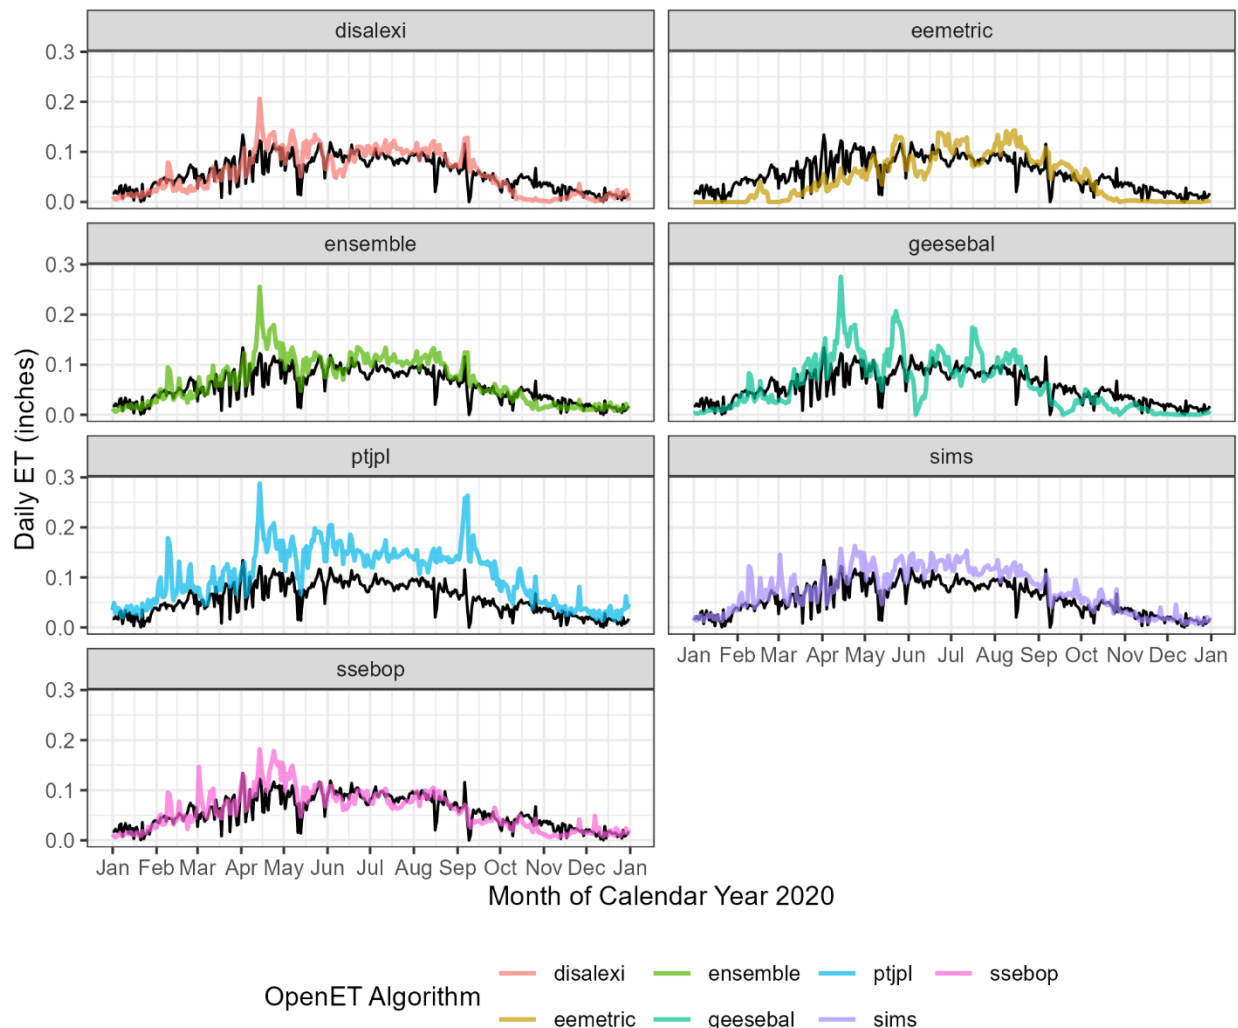 disalexi eemetric
0.3
0.2
0.1
0.0
ensemble geesebal
0.3
0.2
0.1
0.0
ptjpl sims
0.3
0.2
0.1
0.0
Jan Feb Mar Apr May Jun Jul Aug Sep Oct Nov Dec Jan
ssebop
0.3
0.2
0.1
0.0
Jan Feb Mar Apr May Jun Jul Aug Sep Oct Nov Dec Jan
Daily ET (inches)
Month of Calendar Year 2020
OpenET Algorithm
disalexi ensemble ptjpl ssebop
eemetric geesebal sims